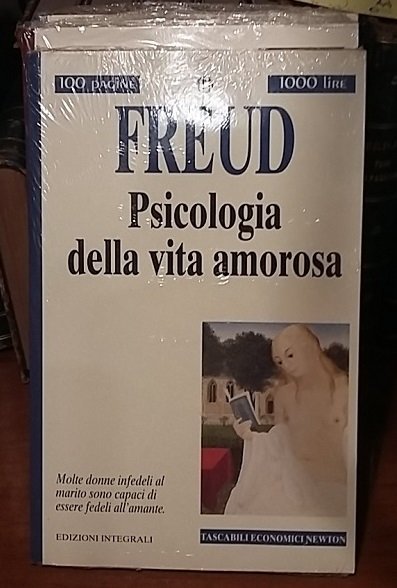 100 PAGINE
1000 LIRE
FREUD
Psicologia
della vita amorosa
Molte donne infedeli al
marito sono capaci di
essere fedeli all'amante.
EDIZIONI INTEGRALI
TASCABILI ECONOMICI NEWTON